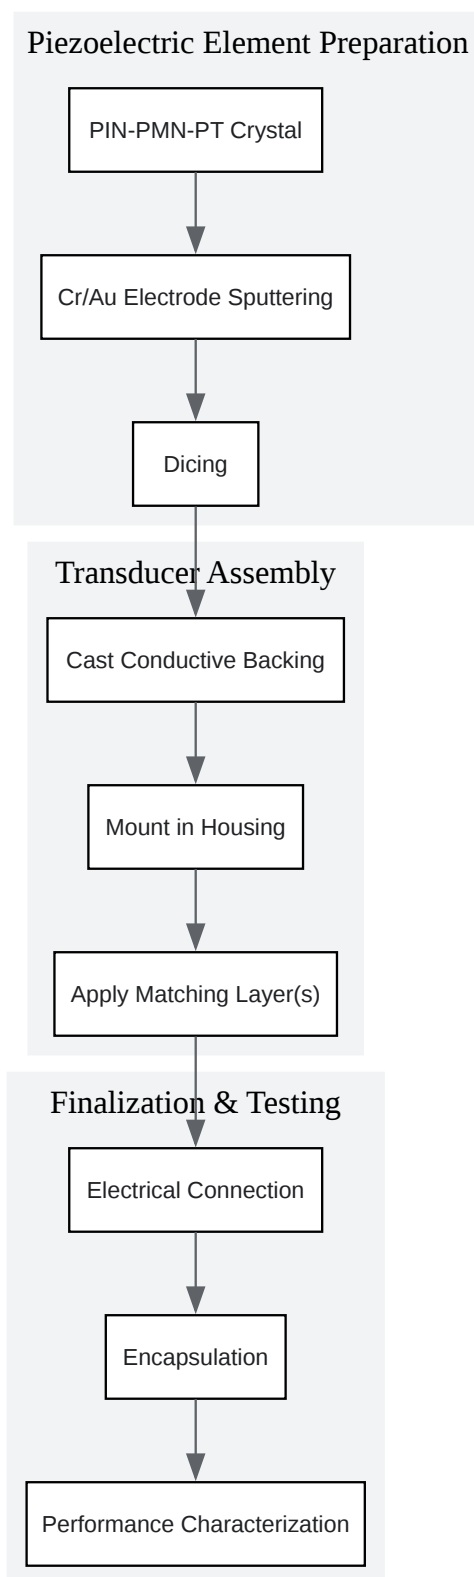 Piezoelectric Element Preparation
PIN-PMN-PT Crystal
Cr/Au Electrode Sputtering
Dicing
Transducer Assembly
Cast Conductive Backing
Mount in Housing
Apply Matching Layer(s)
Finalization & Testing
Electrical Connection
Encapsulation
Performance Characterization